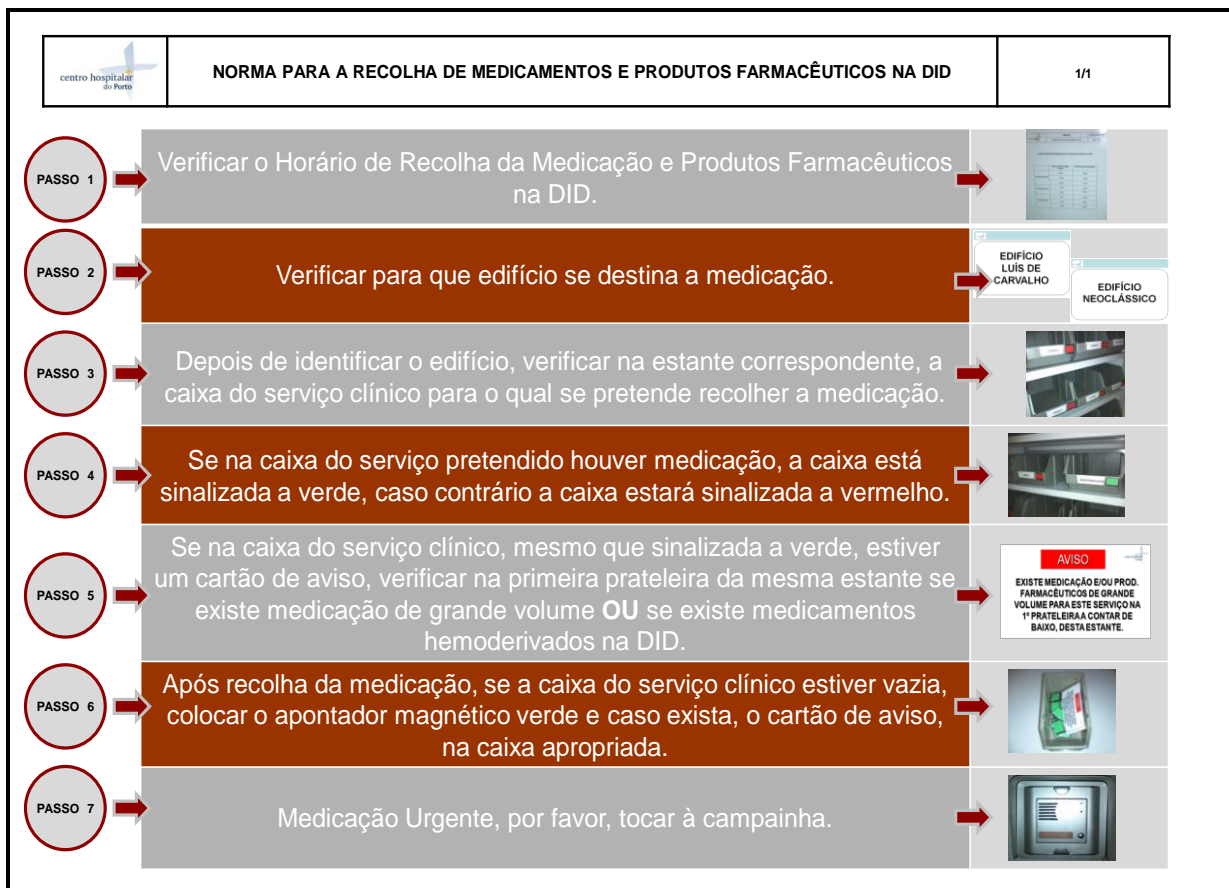 centro hospitalar
do Porto
NORMA PARA A RECOLHA DE MEDICAMENTOS E PRODUTOS FARMACÊUTICOS NA DID
1/1
PASSO 1
Verificar o Horário de Recolha da Medicação e Produtos Farmacêuticos
na DID.
PASSO 2
Verificar para que edifício se destina a medicação.
EDIFÍCIO
LUÍS DE
CARVALHO
EDIFÍCIO
NEOCLÁSSICO
PASSO 3
Depois de identificar o edifício, verificar na estante correspondente, a
caixa do serviço clínico para o qual se pretende recolher a medicação.
PASSO 4
Se na caixa do serviço pretendido houver medicação, a caixa está
sinalizada a verde, caso contrário a caixa estará sinalizada a vermelho.
PASSO 5
Se na caixa do serviço clínico, mesmo que sinalizada a verde, estiver
um cartão de aviso, verificar na primeira prateleira da mesma estante se
existe medicação de grande volume OU se existe medicamentos
hemoderivados na DID.
AVISO
EXISTE MEDICAÇÃO E/OU PROD.
FARMACÊUTICOS DE GRANDE
VOLUME PARA ESTE SERVIÇO NA
1ª PRATELEIRA A CONTAR DE
BAIXO, DESTA ESTANTE.
PASSO 6
Após recolha da medicação, se a caixa do serviço clínico estiver vazia,
colocar o apontador magnético verde e caso exista, o cartão de aviso,
na caixa apropriada.
PASSO 7
Medicação Urgente, por favor, tocar à campainha.